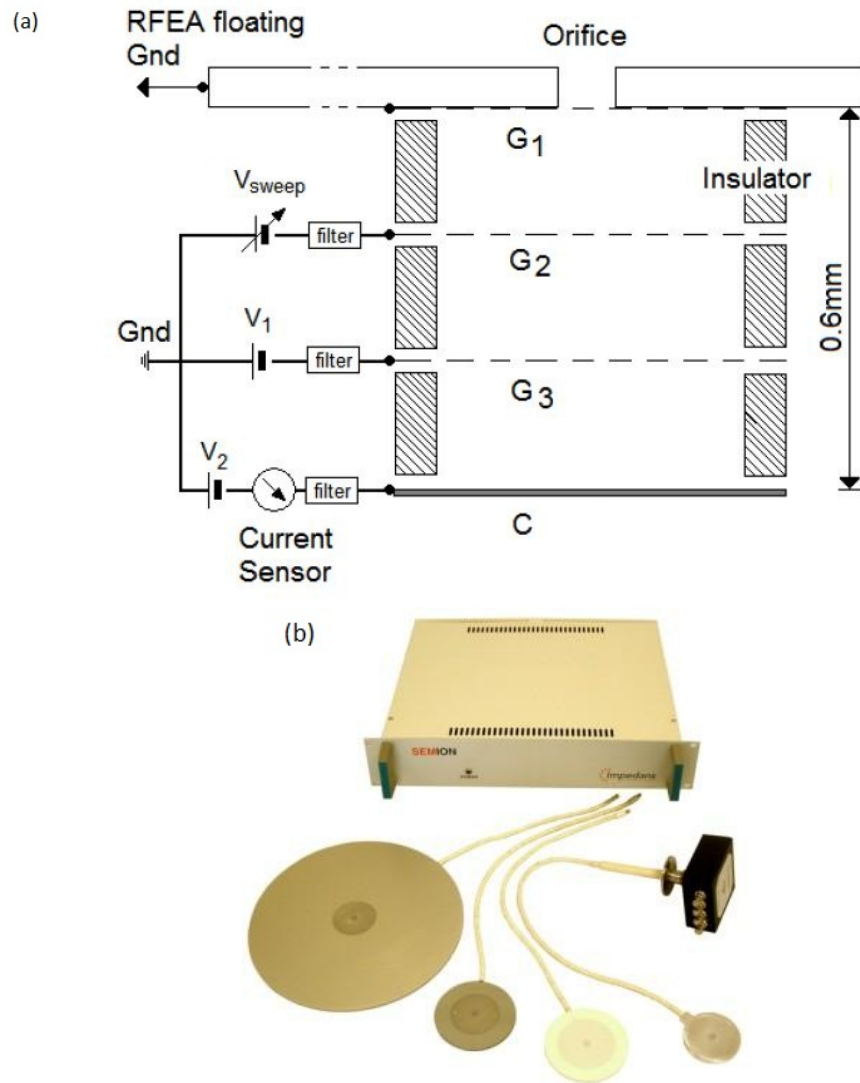 (a)
RFEA floating
Gnd
Orifice
G1
Insulator
Vsweep
filter
G2
0.6mm
Gnd
V1
filter
G3
V2
filter
C
Current
Sensor
(b)
SEMION
impedans